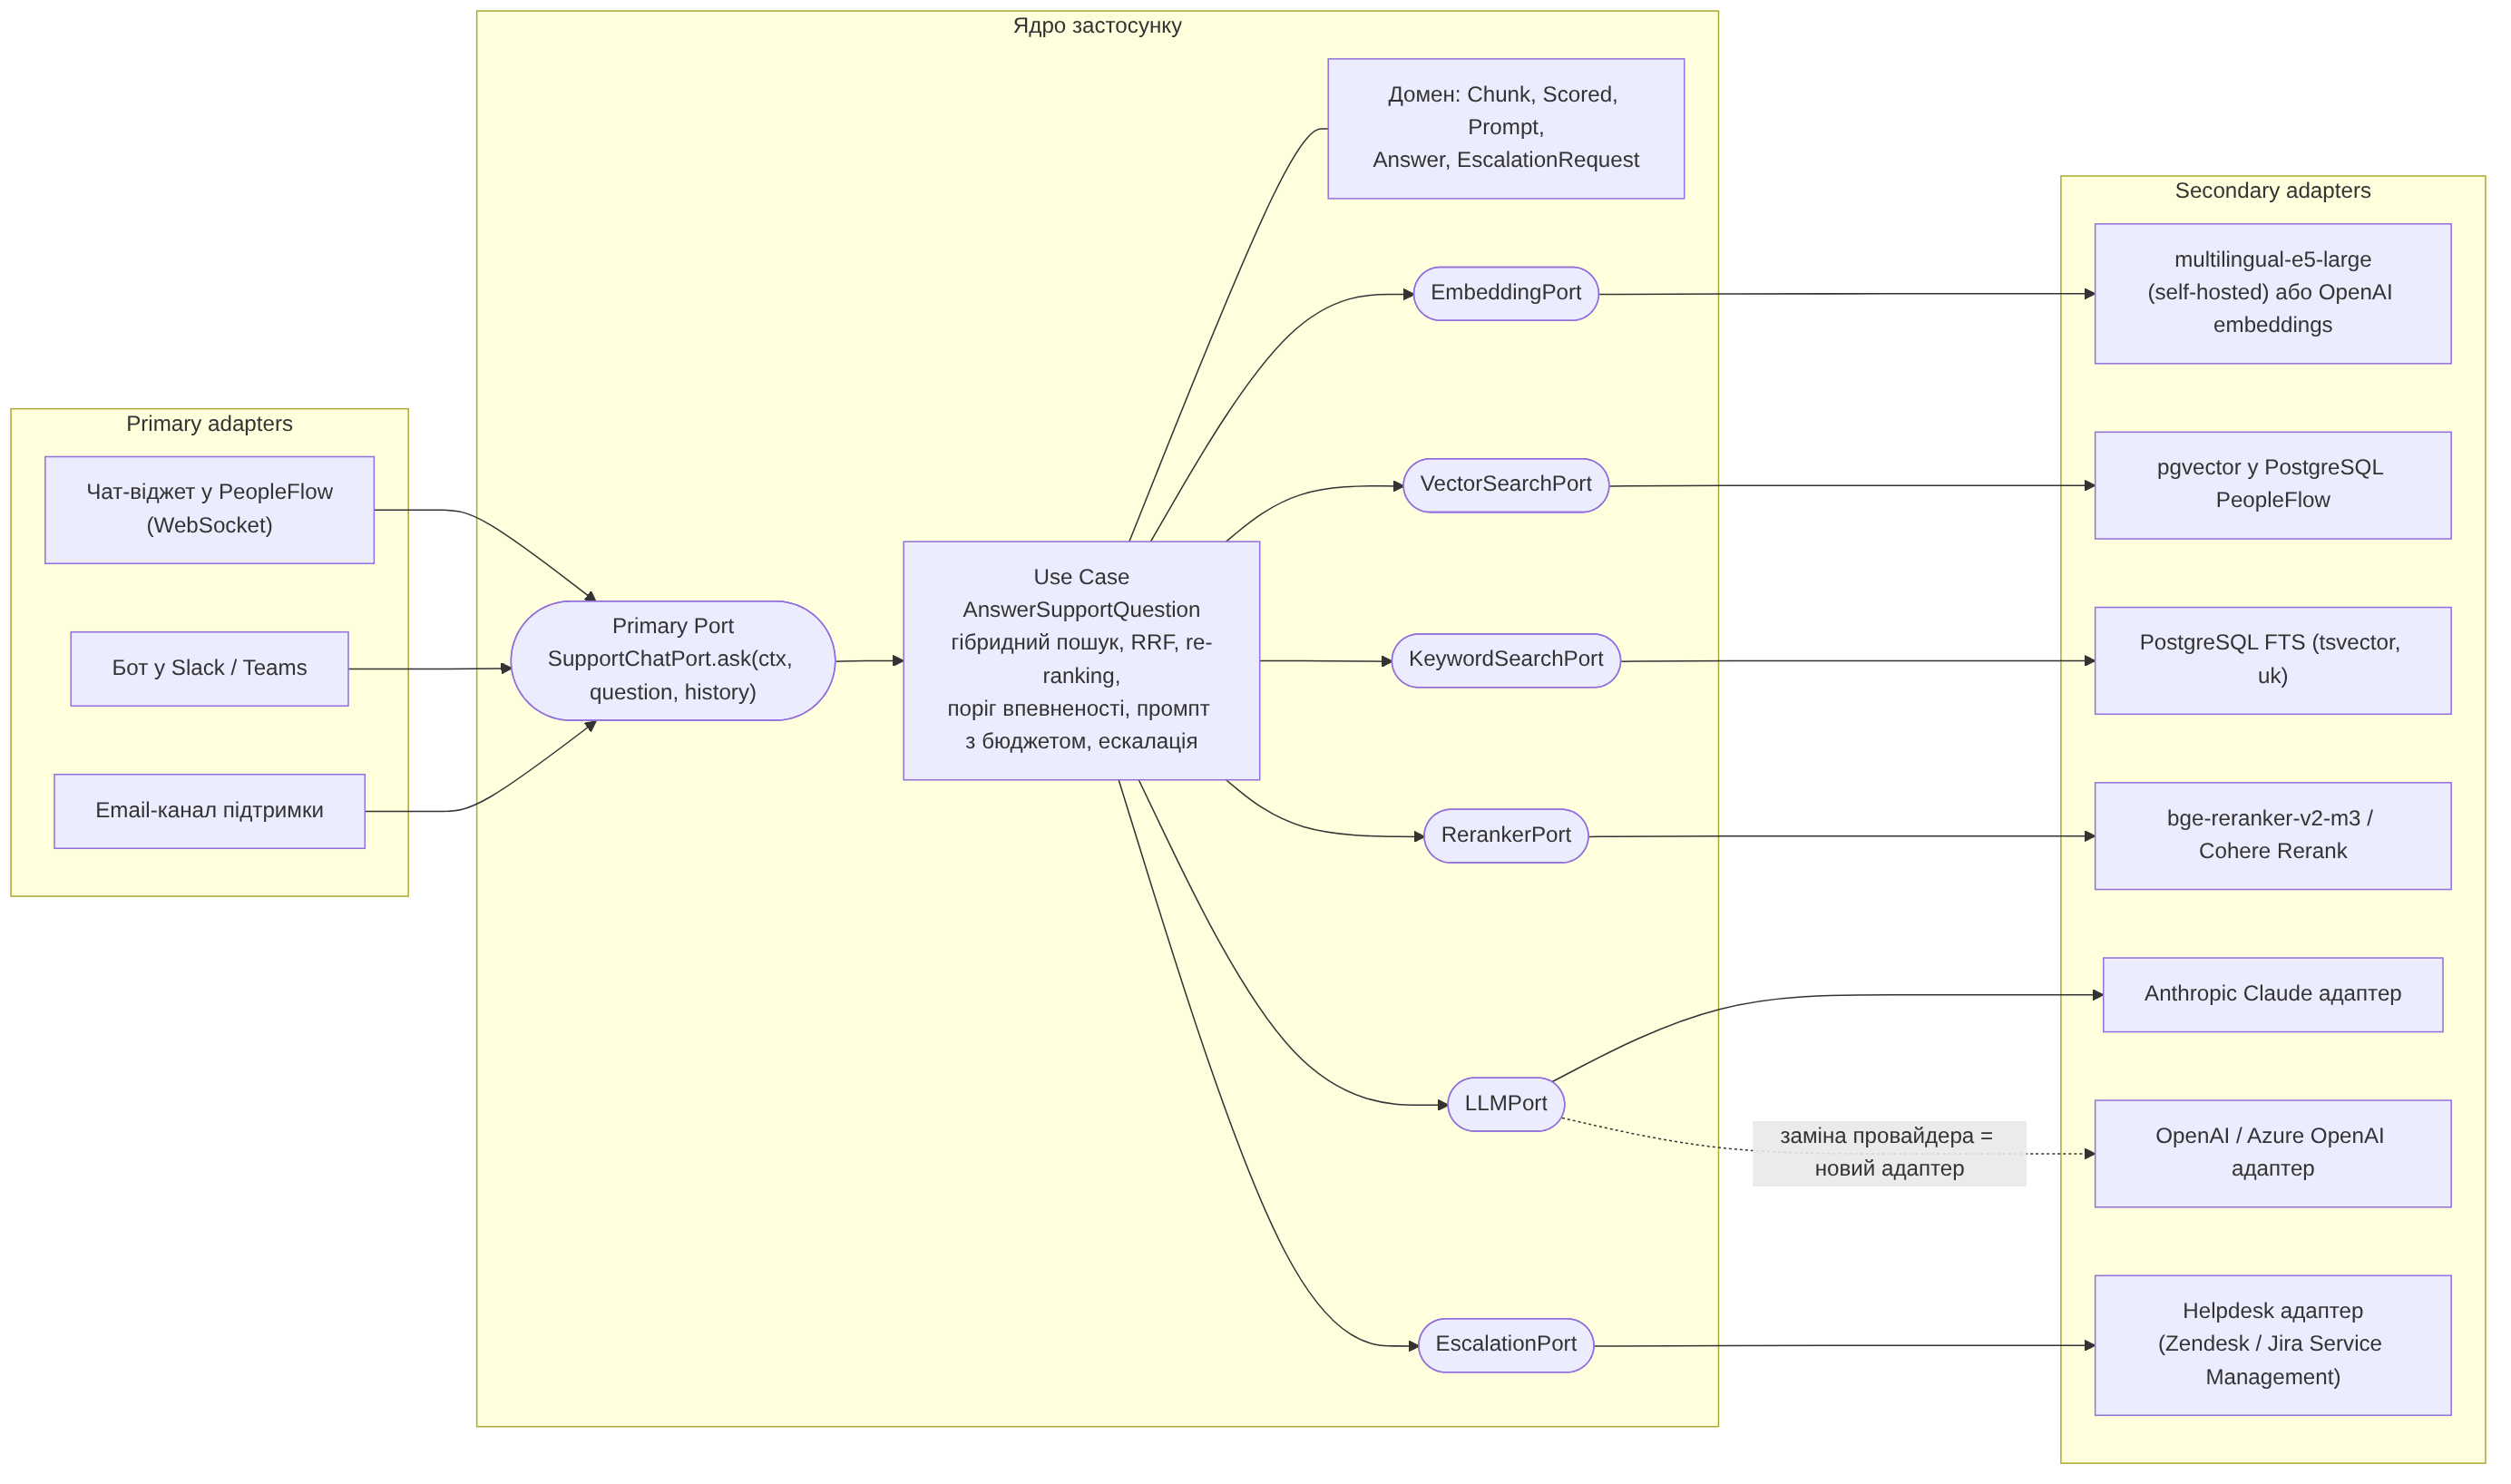 Primary adapters
Чат-віджет у PeopleFlow
(WebSocket)
Бот у Slack / Teams
Email-канал підтримки
Ядро застосунку
Primary Port
SupportChatPort.ask(ctx,
question, history)
Use Case
AnswerSupportQuestion
гібридний пошук, RRF, re-
ranking,
поріг впевненості, промпт
з бюджетом, ескалація
Домен: Chunk, Scored,
Prompt,
Answer, EscalationRequest
EmbeddingPort
VectorSearchPort
KeywordSearchPort
RerankerPort
LLMPort
EscalationPort
заміна провайдера =
новий адаптер
Secondary adapters
multilingual-e5-large
(self-hosted) або OpenAI
embeddings
pgvector у PostgreSQL
PeopleFlow
PostgreSQL FTS (tsvector,
uk)
bge-reranker-v2-m3 /
Cohere Rerank
Anthropic Claude адаптер
OpenAI / Azure OpenAI
адаптер
Helpdesk адаптер
(Zendesk / Jira Service
Management)